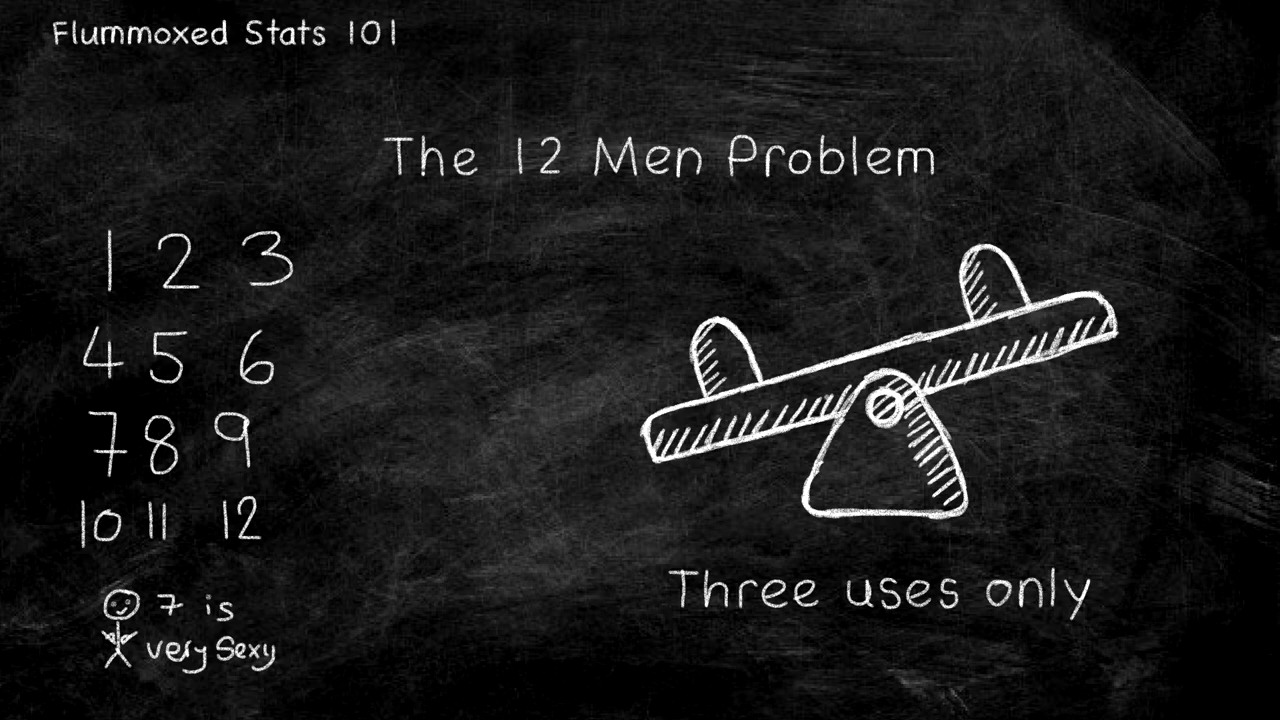 Flummoxed Stats 101
The 12 Men Problem
1 2 3
4 5 6
7 8 9
10 11 12
7 is
very Sexy
Three uses only